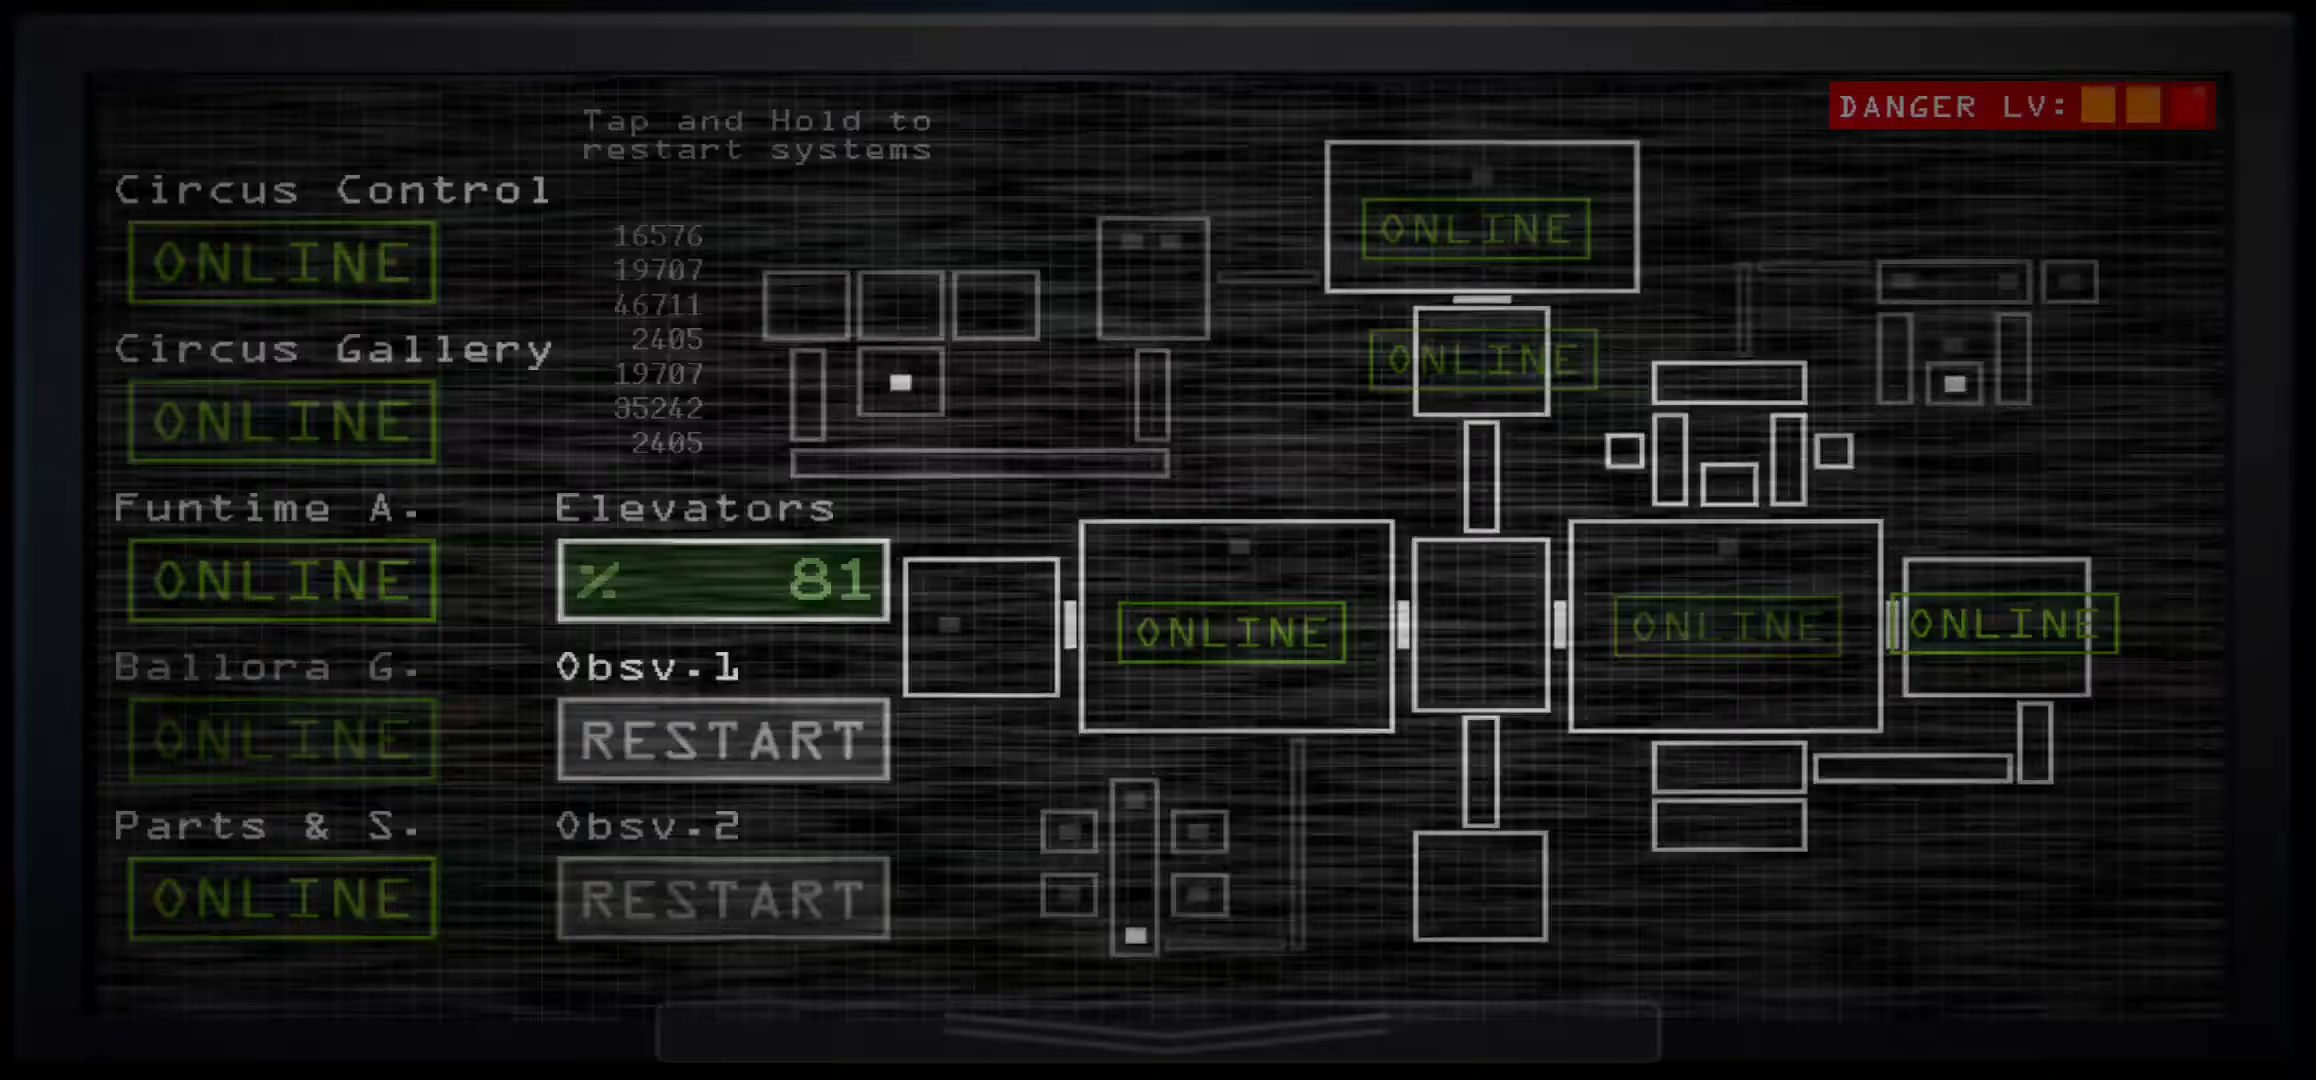 DANGER LV:
Tap and Hold to
restart systems
Circus Control
ONLINE
Circus Gallery
ONLINE
Funtime A.
ONLINE
Ballora G.
ONLINE
Parts & S.
ONLINE
16576
19707
46711
2405
19707
2405
Elevators
% 81
Obsv.1
RESTART
Obsv.2
RESTART
ONLINE
ONLINE
ONLINE
ONLINE
ONLINE